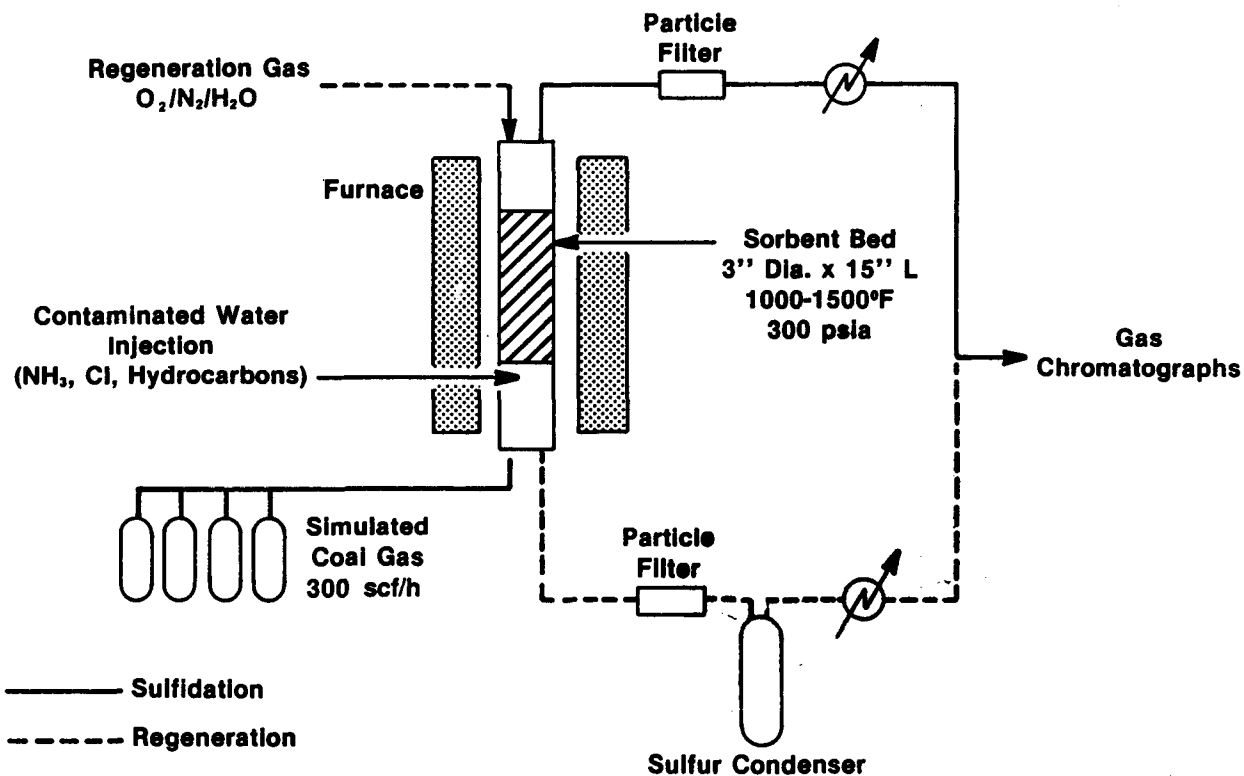 Particle
Filter
Regeneration Gas
O₂/N₂/H₂O
Furnace
Sorbent Bed
3'' Dia. x 15'' L
1000-1500ºF
300 psia
Contaminated Water
Injection
(NH₃, Cl, Hydrocarbons)
Gas
Chromatographs
Simulated
Coal Gas
300 scf/h
Particle
Filter
Sulfidation
Regeneration
Sulfur Condenser